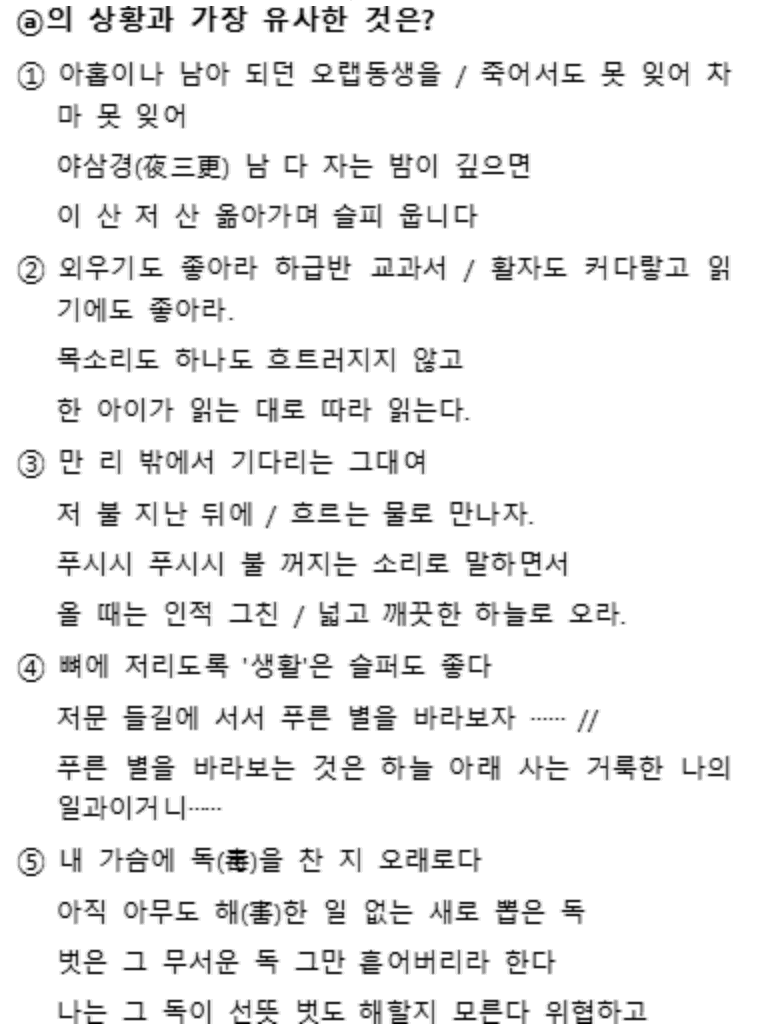 ⓐ의 상황과 가장 유사한 것은?
① 아홉이나 남아 되던 오랩동생을 / 죽어서도 못 잊어 차
마 못 잊어
야삼경(夜三更) 남 다 자는 밤이 깊으면
이 산 저 산 옮아가며 슬피 웁니다
② 외우기도 좋아라 하급반 교과서 / 활자도 커다랗고 읽
기에도 좋아라.
목소리도 하나도 흐트러지지 않고
한 아이가 읽는 대로 따라 읽는다.
③ 만 리 밖에서 기다리는 그대여
저 불 지난 뒤에 / 흐르는 물로 만나자.
푸시시 푸시시 불 꺼지는 소리로 말하면서
올 때는 인적 그친 / 넓고 깨끗한 하늘로 오라.
④ 뼈에 저리도록 '생활'은 슬퍼도 좋다
저문 들길에 서서 푸른 별을 바라보자 …… //
푸른 별을 바라보는 것은 하늘 아래 사는 거룩한 나의
일과이거니……
⑤ 내 가슴에 독(毒)을 찬 지 오래로다
아직 아무도 해(害)한 일 없는 새로 뽑은 독
벗은 그 무서운 독 그만 흩어버리라 한다
나는 그 독이 선뜻 벗도 해할지 모른다 위협하고